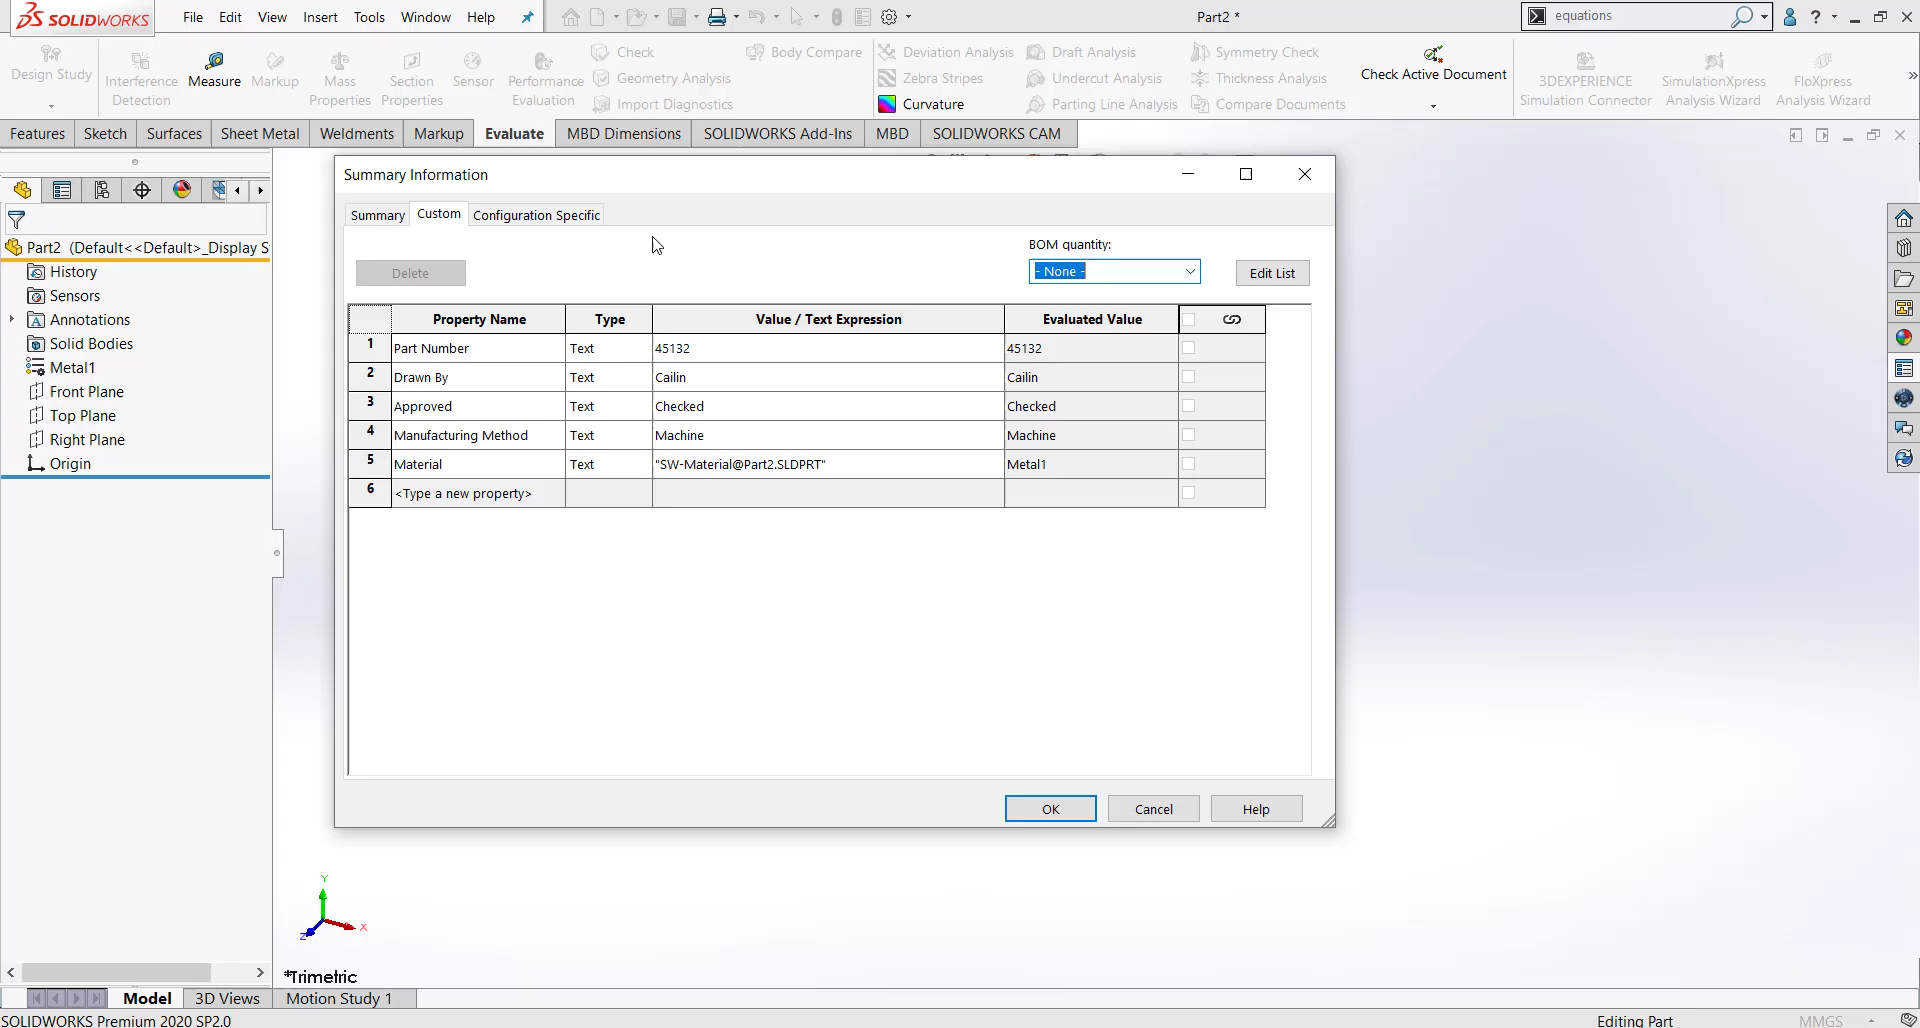 SOLIDWORKS File Edit View Insert Tools Window Help Part2 * equations ?
Design Study
Interference Detection
Measure
Markup
Mass Properties
Section Properties
Sensor
Performance Evaluation
Check
Geometry Analysis
Import Diagnostics
Body Compare
Deviation Analysis
Zebra Stripes
Curvature
Draft Analysis
Undercut Analysis
Parting Line Analysis
Symmetry Check
Thickness Analysis
Compare Documents
Check Active Document
3DEXPERIENCE
Simulation Connector
SimulationXpress
Analysis Wizard
FloXpress
Analysis Wizard
Features Sketch Surfaces Sheet Metal Weldments Markup Evaluate MBD Dimensions SOLIDWORKS Add-Ins MBD SOLIDWORKS CAM
Part2 (Default<<Default>_Display S
History
Sensors
Annotations
Solid Bodies
Metal1
Front Plane
Top Plane
Right Plane
Origin
Summary Information
Summary Custom Configuration Specific
BOM quantity:
Delete - None - Edit List
Property Name Type Value / Text Expression Evaluated Value
1 Part Number Text 45132 45132
2 Drawn By Text Cailin Cailin
3 Approved Text Checked Checked
4 Manufacturing Method Text Machine Machine
5 Material Text "SW-Material@Part2.SLDPRT" Metal1
6 <Type a new property>
OK Cancel Help
Y
X
Z
*Trimetric
Model 3D Views Motion Study 1
SOLIDWORKS Premium 2020 SP2.0 Editing Part MMGS